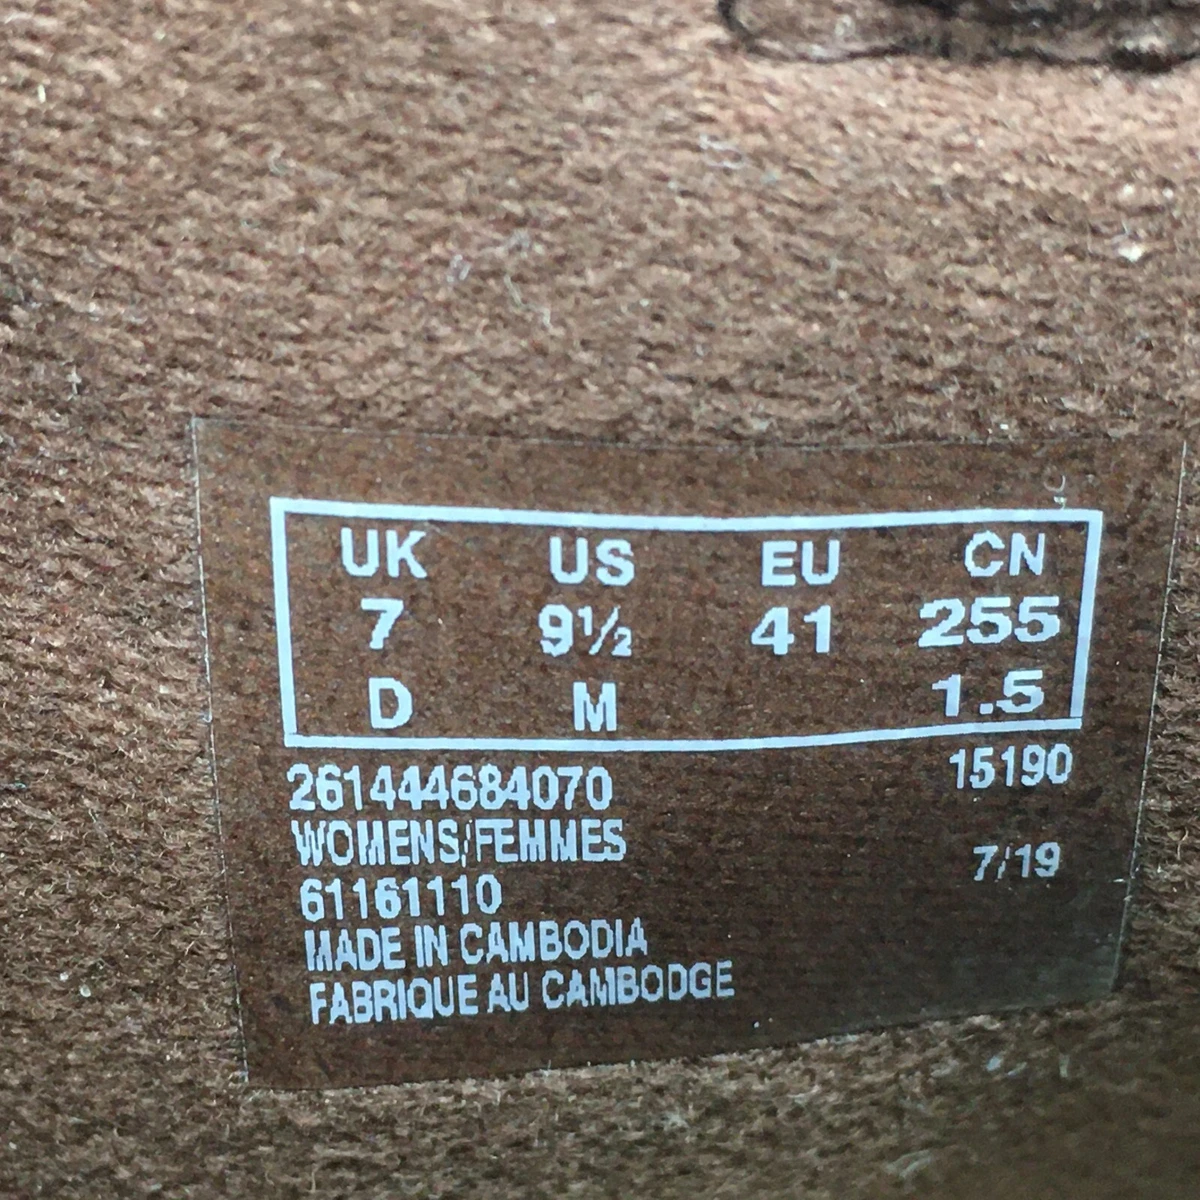 UK US EU CN
7 9½ 41 255
D M 1.5
261444684070 15190
WOMENS/FEMMES
61161110 7/19
MADE IN CAMBODIA
FABRIQUE AU CAMBODGE